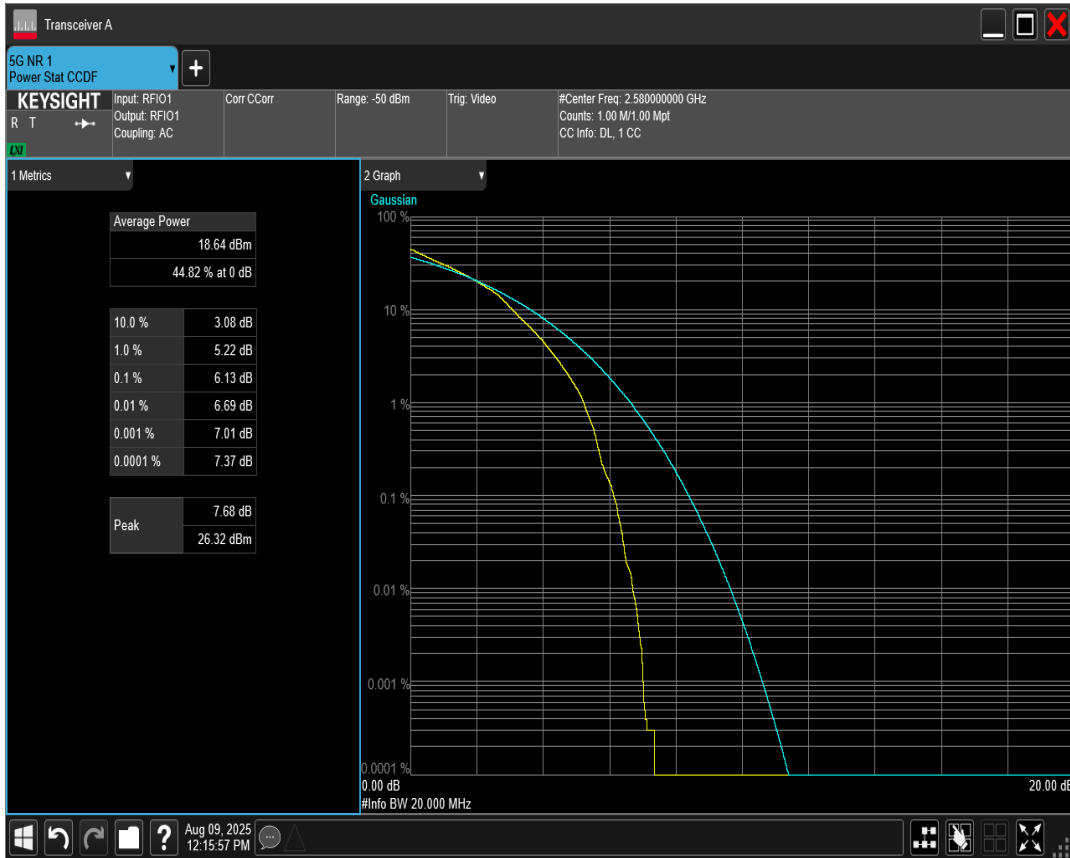 Transceiver A
5G NR 1
Power Stat CCDF
KEYSIGHT
R T
LXI
Input: RFIO1
Output: RFIO1
Coupling: AC
Corr CCorr
Range: -50 dBm
Trig: Video
#Center Freq: 2.580000000 GHz
Counts: 1.00 M/1.00 Mpt
CC Info: DL, 1 CC
1 Metrics
Average Power
18.64 dBm
44.82 % at 0 dB
10.0 % 3.08 dB
1.0 % 5.22 dB
0.1 % 6.13 dB
0.01 % 6.69 dB
0.001 % 7.01 dB
0.0001 % 7.37 dB
Peak
7.68 dB
26.32 dBm
2 Graph
Gaussian
100 %
10 %
1 %
0.1 %
0.01 %
0.001 %
0.0001 %
0.00 dB 20.00 dB
#Info BW 20.000 MHz
?
Aug 09, 2025
12:15:57 PM